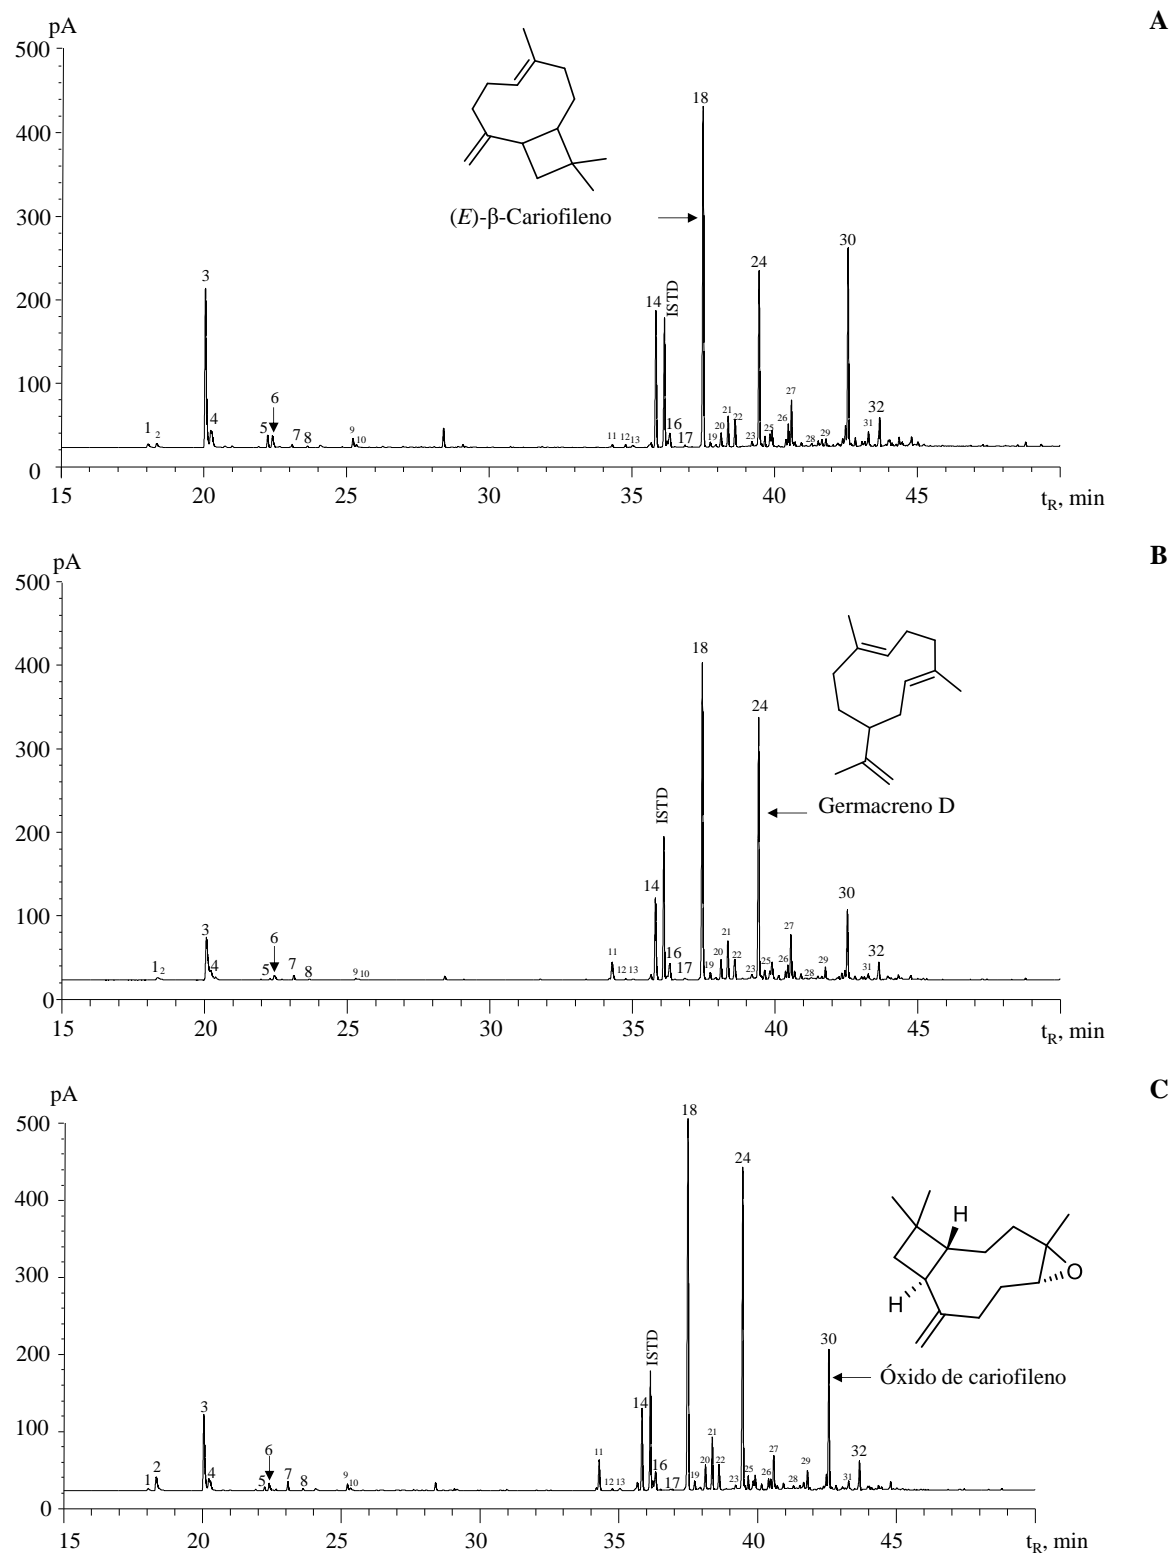 A
pA
500
400
300
200
100
0
(E)-β-Cariofileno
1 2 3 4 5 6 7 8 9 10 11 12 13 14 ISTD 16 17 18 19 20 21 22 23 24 25 26 27 28 29 30 31 32
15 20 25 30 35 40 45
tR, min
B
pA
500
400
300
200
100
0
Germacreno D
1 2 3 4 5 6 7 8 9 10 11 12 13 14 ISTD 16 17 18 19 20 21 22 23 24 25 26 27 28 29 30 31 32
15 20 25 30 35 40 45
tR, min
C
pA
500
400
300
200
100
0
H
H
O
Óxido de cariofileno
1 2 3 4 5 6 7 8 9 10 11 12 13 14 ISTD 16 17 18 19 20 21 22 23 24 25 26 27 28 29 30 31 32
15 20 25 30 35 40 45
tR, min